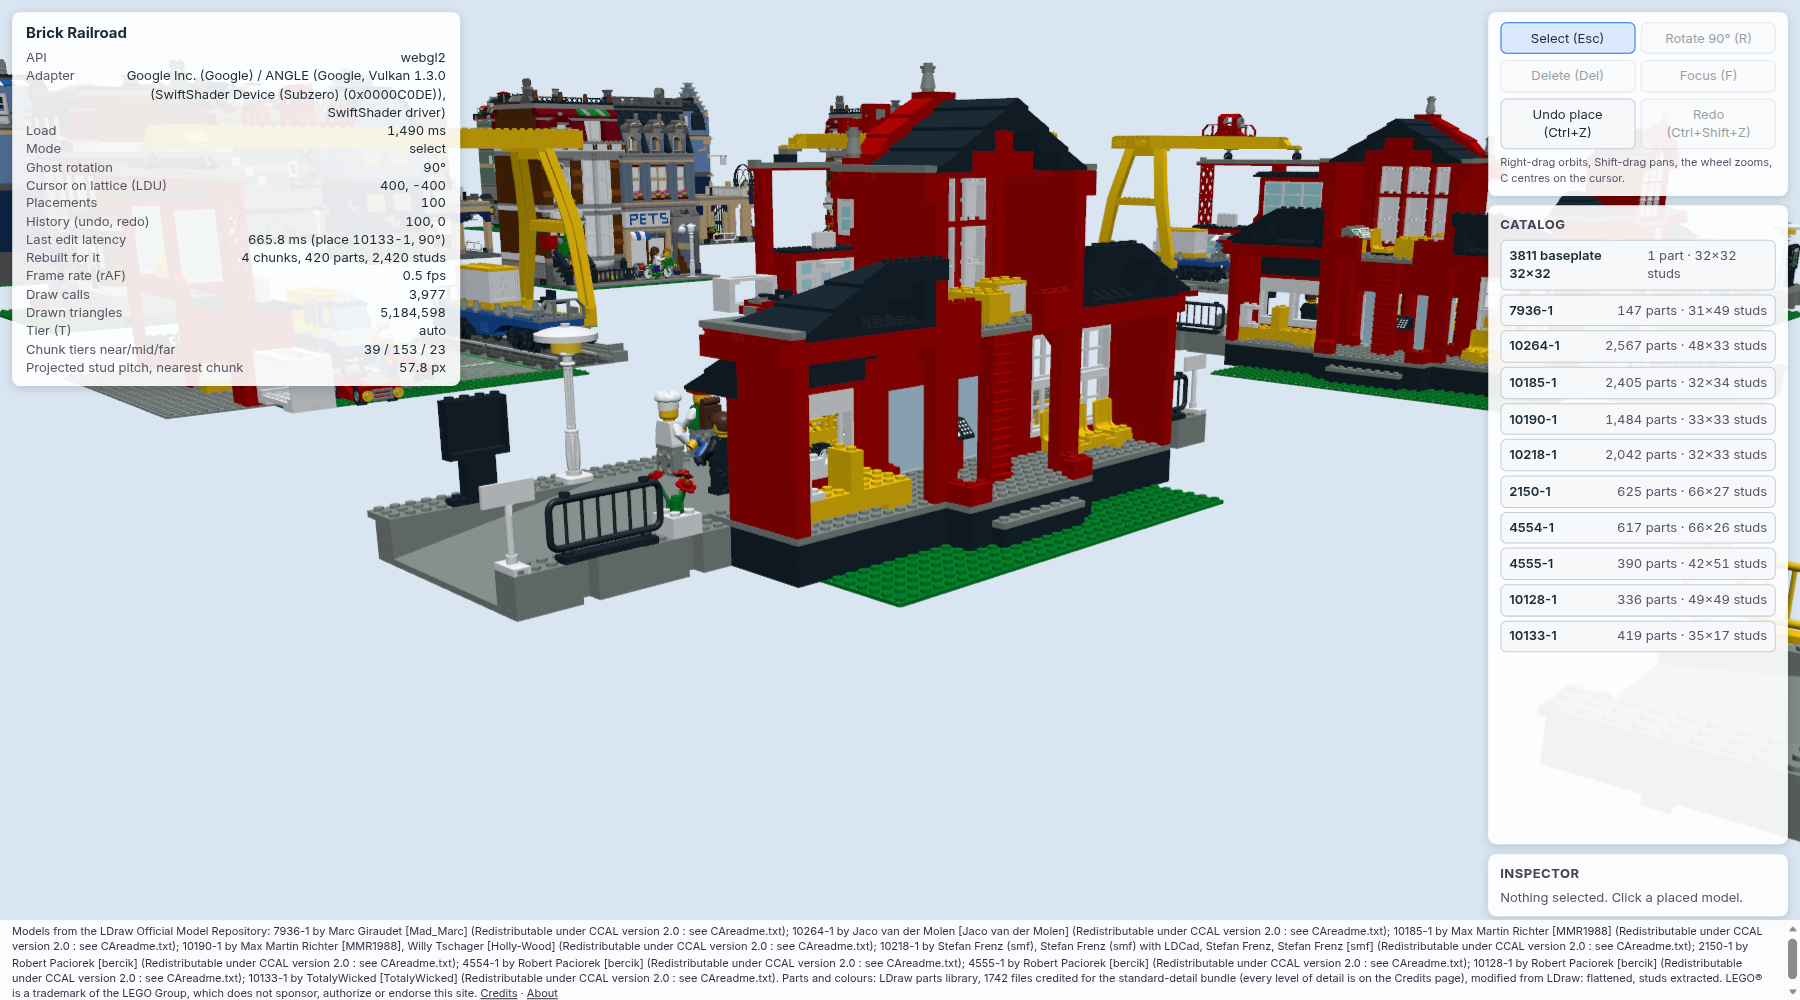 Brick Railroad
API webgl2
Adapter Google Inc. (Google) / ANGLE (Google, Vulkan 1.3.0
(SwiftShader Device (Subzero) (0x0000C0DE)),
SwiftShader driver)
Load 1,490 ms
Mode select
Ghost rotation 90°
Cursor on lattice (LDU) 400, -400
Placements 100
History (undo, redo) 100, 0
Last edit latency 665.8 ms (place 10133-1, 90°)
Rebuilt for it 4 chunks, 420 parts, 2,420 studs
Frame rate (rAF) 0.5 fps
Draw calls 3,977
Drawn triangles 5,184,598
Tier (T) auto
Chunk tiers near/mid/far 39 / 153 / 23
Projected stud pitch, nearest chunk 57.8 px
PETS
Select (Esc) Rotate 90° (R)
Delete (Del) Focus (F)
Undo place Redo
(Ctrl+Z) (Ctrl+Shift+Z)
Right-drag orbits, Shift-drag pans, the wheel zooms,
C centres on the cursor.
CATALOG
3811 baseplate 1 part · 32×32
32×32 studs
7936-1 147 parts · 31×49 studs
10264-1 2,567 parts · 48×33 studs
10185-1 2,405 parts · 32×34 studs
10190-1 1,484 parts · 33×33 studs
10218-1 2,042 parts · 32×33 studs
2150-1 625 parts · 66×27 studs
4554-1 617 parts · 66×26 studs
4555-1 390 parts · 42×51 studs
10128-1 336 parts · 49×49 studs
10133-1 419 parts · 35×17 studs
INSPECTOR
Nothing selected. Click a placed model.
Models from the LDraw Official Model Repository: 7936-1 by Marc Giraudet [Mad_Marc] (Redistributable under CCAL version 2.0 : see CAreadme.txt); 10264-1 by Jaco van der Molen [Jaco van der Molen] (Redistributable under CCAL version 2.0 : see CAreadme.txt); 10185-1 by Max Martin Richter [MMR1988] (Redistributable under CCAL
version 2.0 : see CAreadme.txt); 10190-1 by Max Martin Richter [MMR1988], Willy Tschager [Holly-Wood] (Redistributable under CCAL version 2.0 : see CAreadme.txt); 10218-1 by Stefan Frenz (smf), Stefan Frenz (smf) with LDCad, Stefan Frenz, Stefan Frenz [smf] (Redistributable under CCAL version 2.0 : see CAreadme.txt); 2150-1 by
Robert Paciorek [bercik] (Redistributable under CCAL version 2.0 : see CAreadme.txt); 4554-1 by Robert Paciorek [bercik] (Redistributable under CCAL version 2.0 : see CAreadme.txt); 4555-1 by Robert Paciorek [bercik] (Redistributable under CCAL version 2.0 : see CAreadme.txt); 10128-1 by Robert Paciorek [bercik] (Redistributable
under CCAL version 2.0 : see CAreadme.txt); 10133-1 by TotalyWicked [TotalyWicked] (Redistributable under CCAL version 2.0 : see CAreadme.txt). Parts and colours: LDraw parts library, 1742 files credited for the standard-detail bundle (every level of detail is on the Credits page), modified from LDraw: flattened, studs extracted. LEGO®
is a trademark of the LEGO Group, which does not sponsor, authorize or endorse this site. Credits · About